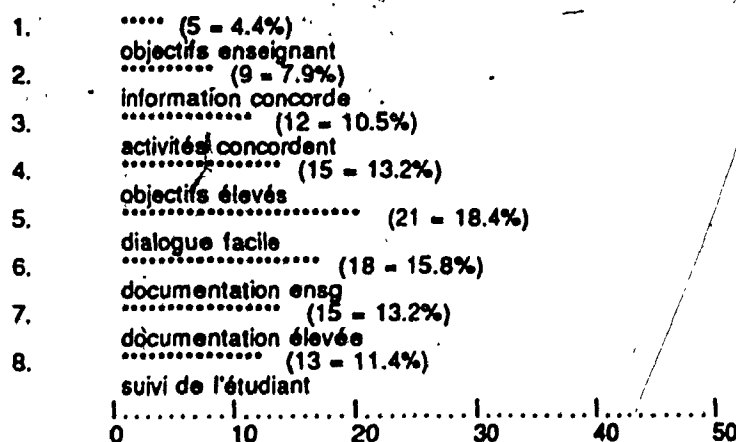 1. ..... (5 = 4.4%)
objectifs enseignant
2. ......... (9 = 7.9%)
information concorde
3. ............ (12 = 10.5%)
activités concordent
4. ............... (15 = 13.2%)
objectifs élevés
5. ..................... (21 = 18.4%)
dialogue facile
6. .................. (18 = 15.8%)
documentation ensg
7. ............... (15 = 13.2%)
documentation élevée
8. ............. (13 = 11.4%)
suivi de l'étudiant
I.........I.........I.........I.........I.........I
0 10 20 30 40 50